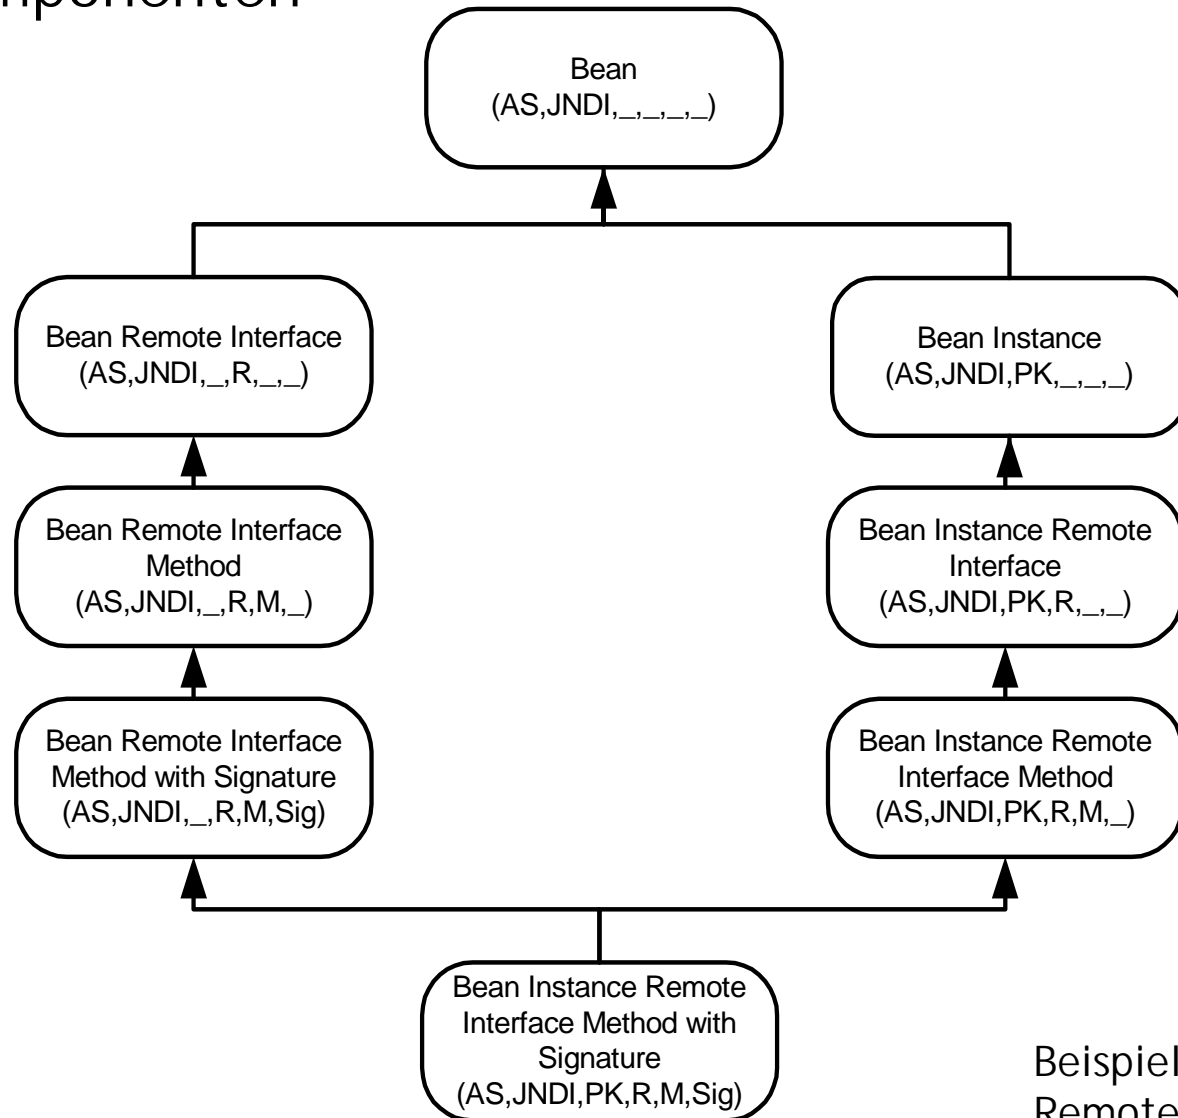 Bean
(AS,JNDI,_,_,_,_)
Bean Remote Interface
(AS,JNDI,_,R,_,_)
Bean Instance
(AS,JNDI,PK,_,_,_)
Bean Remote Interface
Method
(AS,JNDI,_,R,M,_)
Bean Instance Remote
Interface
(AS,JNDI,PK,R,_,_)
Bean Remote Interface
Method with Signature
(AS,JNDI,_,R,M,Sig)
Bean Instance Remote
Interface Method
(AS,JNDI,PK,R,M,_)
Bean Instance Remote
Interface Method with
Signature
(AS,JNDI,PK,R,M,Sig)
Beispiel
Remote